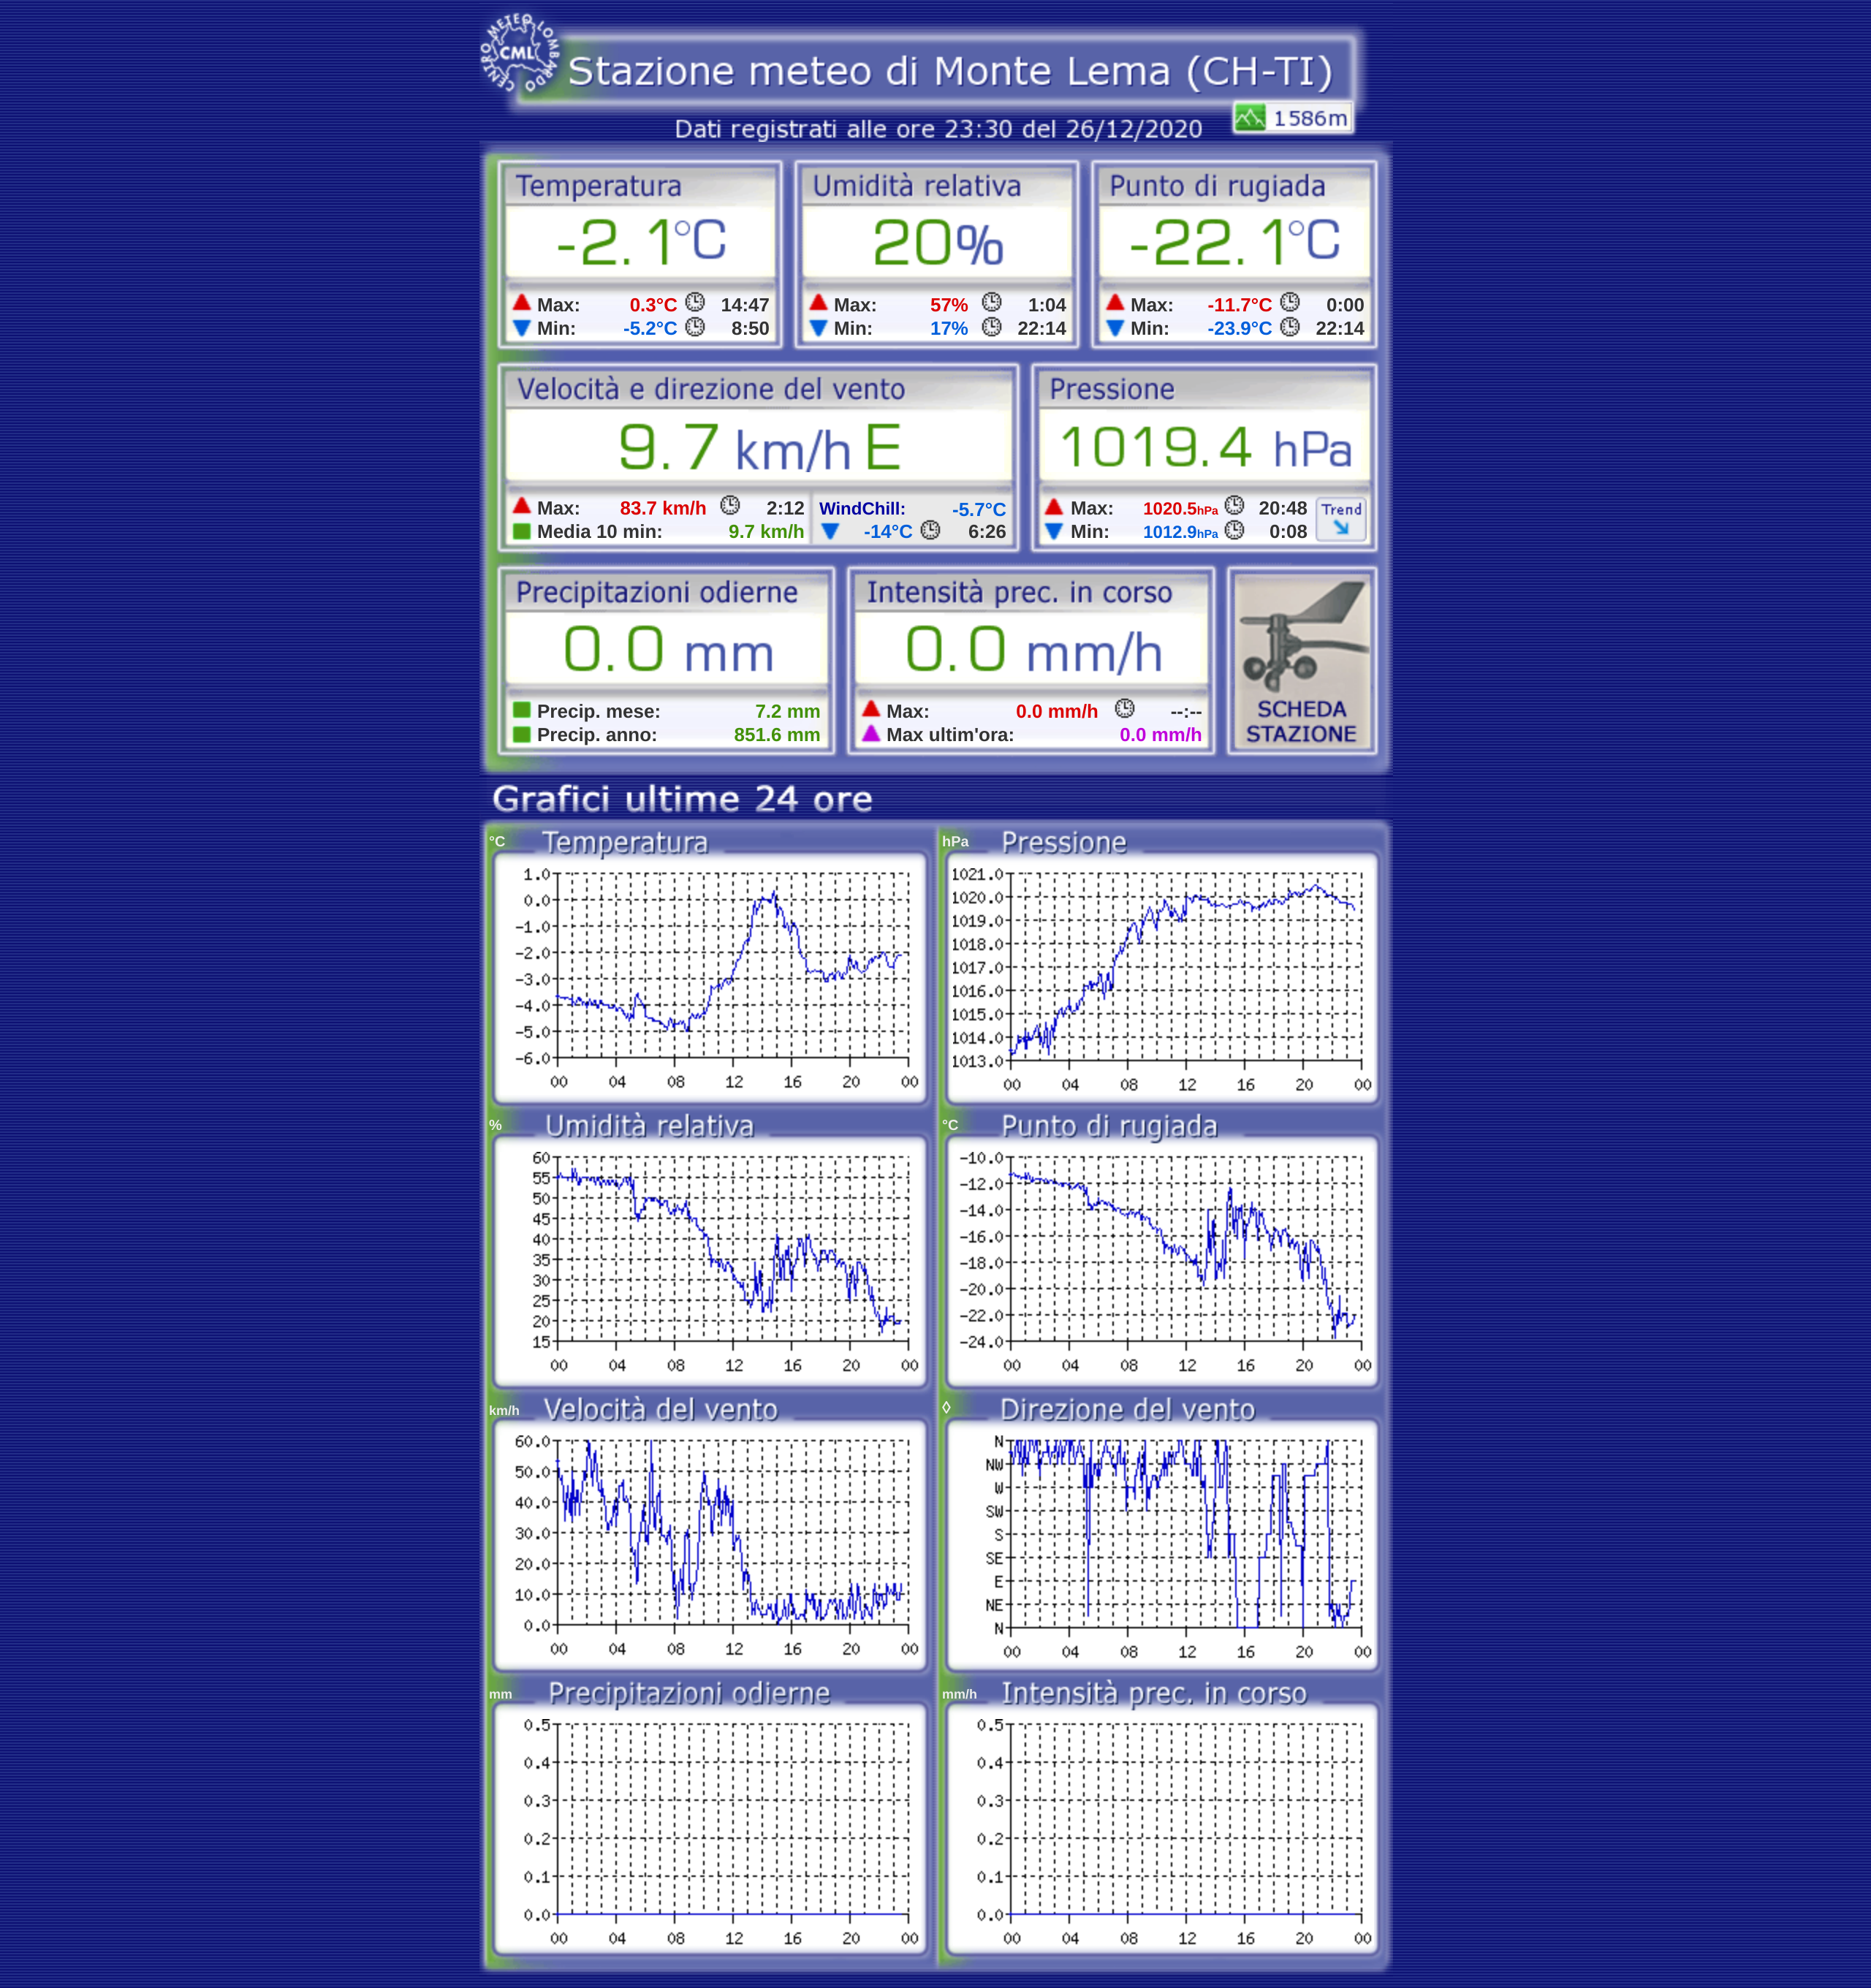 CENTRO METEO LOMBARDO
CML
Stazione meteo di Monte Lema (CH-TI)
1586m
Dati registrati alle ore 23:30 del 26/12/2020
Temperatura Umidità relativa Punto di rugiada
-2.1°C 20% -22.1°C
Max: 0.3°C 14:47 Max: 57% 1:04 Max: -11.7°C 0:00
Min: -5.2°C 8:50 Min: 17% 22:14 Min: -23.9°C 22:14
Velocità e direzione del vento Pressione
9.7 km/h E 1019.4 hPa
Max: 83.7 km/h 2:12 WindChill: -5.7°C Max: 1020.5hPa 20:48 Trend
Media 10 min: 9.7 km/h -14°C 6:26 Min: 1012.9hPa 0:08
Precipitazioni odierne Intensità prec. in corso
0.0 mm 0.0 mm/h
Precip. mese: 7.2 mm Max: 0.0 mm/h --:-- SCHEDA
Precip. anno: 851.6 mm Max ultim'ora: 0.0 mm/h STAZIONE
Grafici ultime 24 ore
°C Temperatura
1.0
0.0
-1.0
-2.0
-3.0
-4.0
-5.0
-6.0
00 04 08 12 16 20 00
hPa Pressione
1021.0
1020.0
1019.0
1018.0
1017.0
1016.0
1015.0
1014.0
1013.0
00 04 08 12 16 20 00
% Umidità relativa
60
55
50
45
40
35
30
25
20
15
00 04 08 12 16 20 00
°C Punto di rugiada
-10.0
-12.0
-14.0
-16.0
-18.0
-20.0
-22.0
-24.0
00 04 08 12 16 20 00
km/h Velocità del vento
60.0
50.0
40.0
30.0
20.0
10.0
0.0
00 04 08 12 16 20 00
◊ Direzione del vento
N
NW
W
SW
S
SE
E
NE
N
00 04 08 12 16 20 00
mm Precipitazioni odierne
0.5
0.4
0.3
0.2
0.1
0.0
00 04 08 12 16 20 00
mm/h Intensità prec. in corso
0.5
0.4
0.3
0.2
0.1
0.0
00 04 08 12 16 20 00